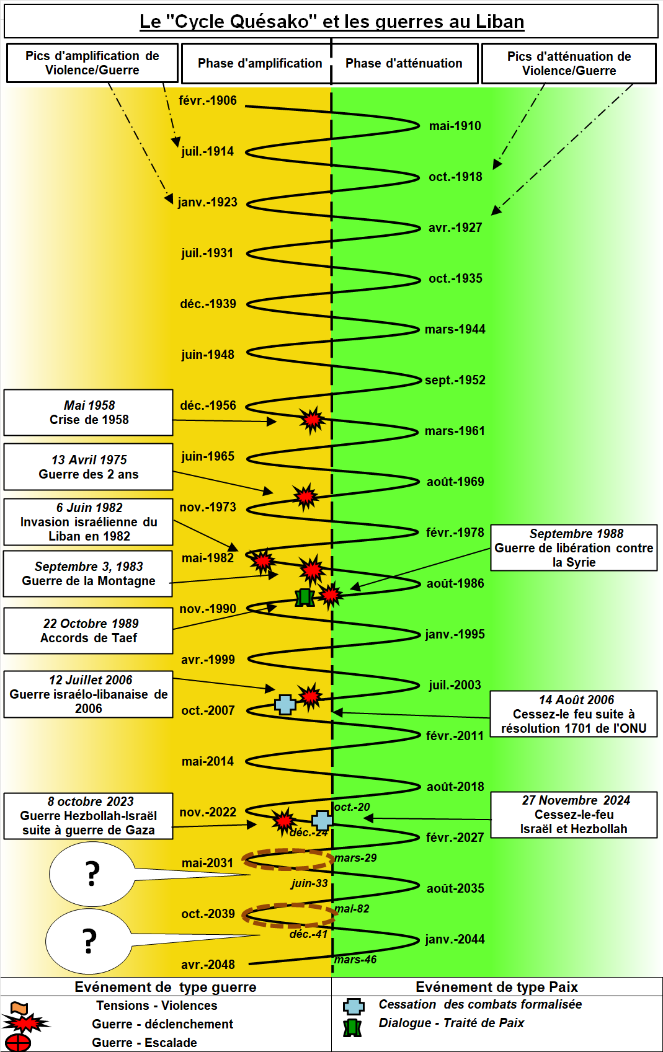 Le "Cycle Quésako" et les guerres au Liban
Pics d'amplification de
Violence/Guerre
Phase d'amplification
Phase d'atténuation
Pics d'atténuation de
Violence/Guerre
févr.-1906
mai-1910
juil.-1914
oct.-1918
janv.-1923
avr.-1927
juil.-1931
oct.-1935
déc.-1939
mars-1944
juin-1948
sept.-1952
déc.-1956
Mai 1958
Crise de 1958
mars-1961
juin-1965
13 Avril 1975
Guerre des 2 ans
août-1969
nov.-1973
6 Juin 1982
Invasion israélienne du
Liban en 1982
févr.-1978
Septembre 1988
Guerre de libération contre
la Syrie
mai-1982
Septembre 3, 1983
Guerre de la Montagne
août-1986
nov.-1990
22 Octobre 1989
Accords de Taef
janv.-1995
avr.-1999
12 Juillet 2006
Guerre israélo-libanaise de
2006
juil.-2003
oct.-2007
14 Août 2006
Cessez-le feu suite à
résolution 1701 de l'ONU
févr.-2011
mai-2014
août-2018
8 octobre 2023
Guerre Hezbollah-Israël
suite à guerre de Gaza
nov.-2022
oct.-20
27 Novembre 2024
Cessez-le-feu
Israël et Hezbollah
déc.-24
févr.-2027
mai-2031
mars-29
?
juin-33
août-2035
oct.-2039
mai-82
?
déc.-41
janv.-2044
avr.-2048
mars-46
Evénement de type guerre
Evénement de type Paix
Tensions - Violences
Cessation des combats formalisée
Guerre - déclenchement
Dialogue - Traité de Paix
Guerre - Escalade